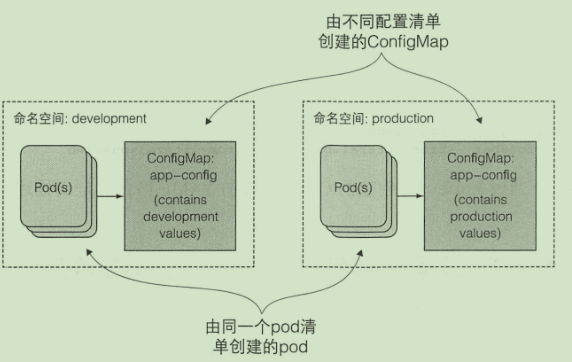 由不同配置清单
创建的ConfigMap
命名空间: development
命名空间: production
Pod(s)
ConfigMap:
app-config
(contains
development
values)
Pod(s)
ConfigMap:
app-config
(contains
production
values)
由同一个pod清
单创建的pod